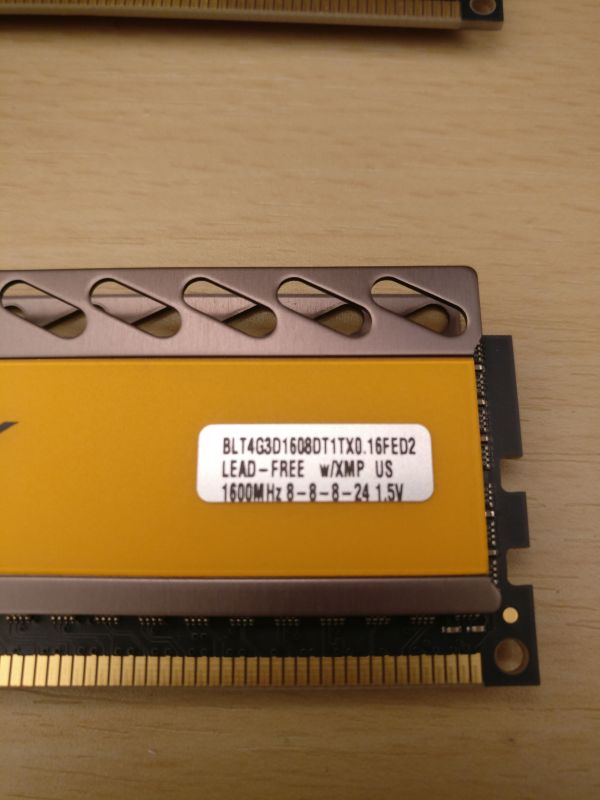 BLT4G3D1608DT1TX0.16FED2
LEAD-FREE w/XMP US
1600MHz 8-8-8-24 1.5V